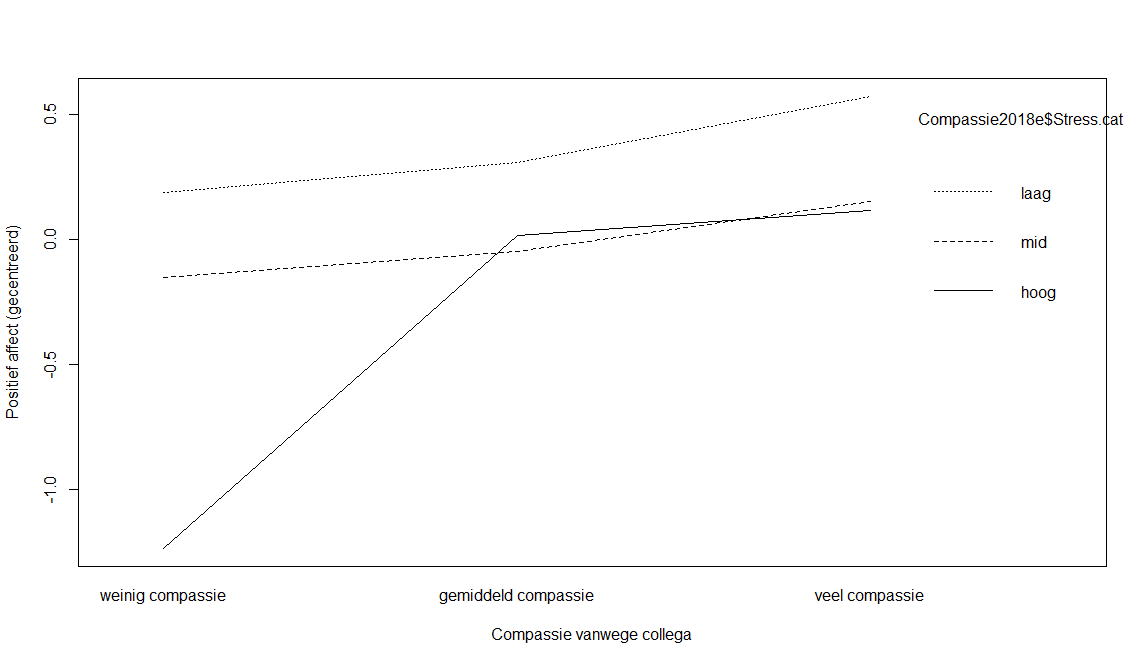 Positief affect (gecentreerd)
0.5
0.0
-0.5
-1.0
Compassie2018e$Stress.cat
laag
mid
hoog
weinig compassie gemiddeld compassie veel compassie
Compassie vanwege collega